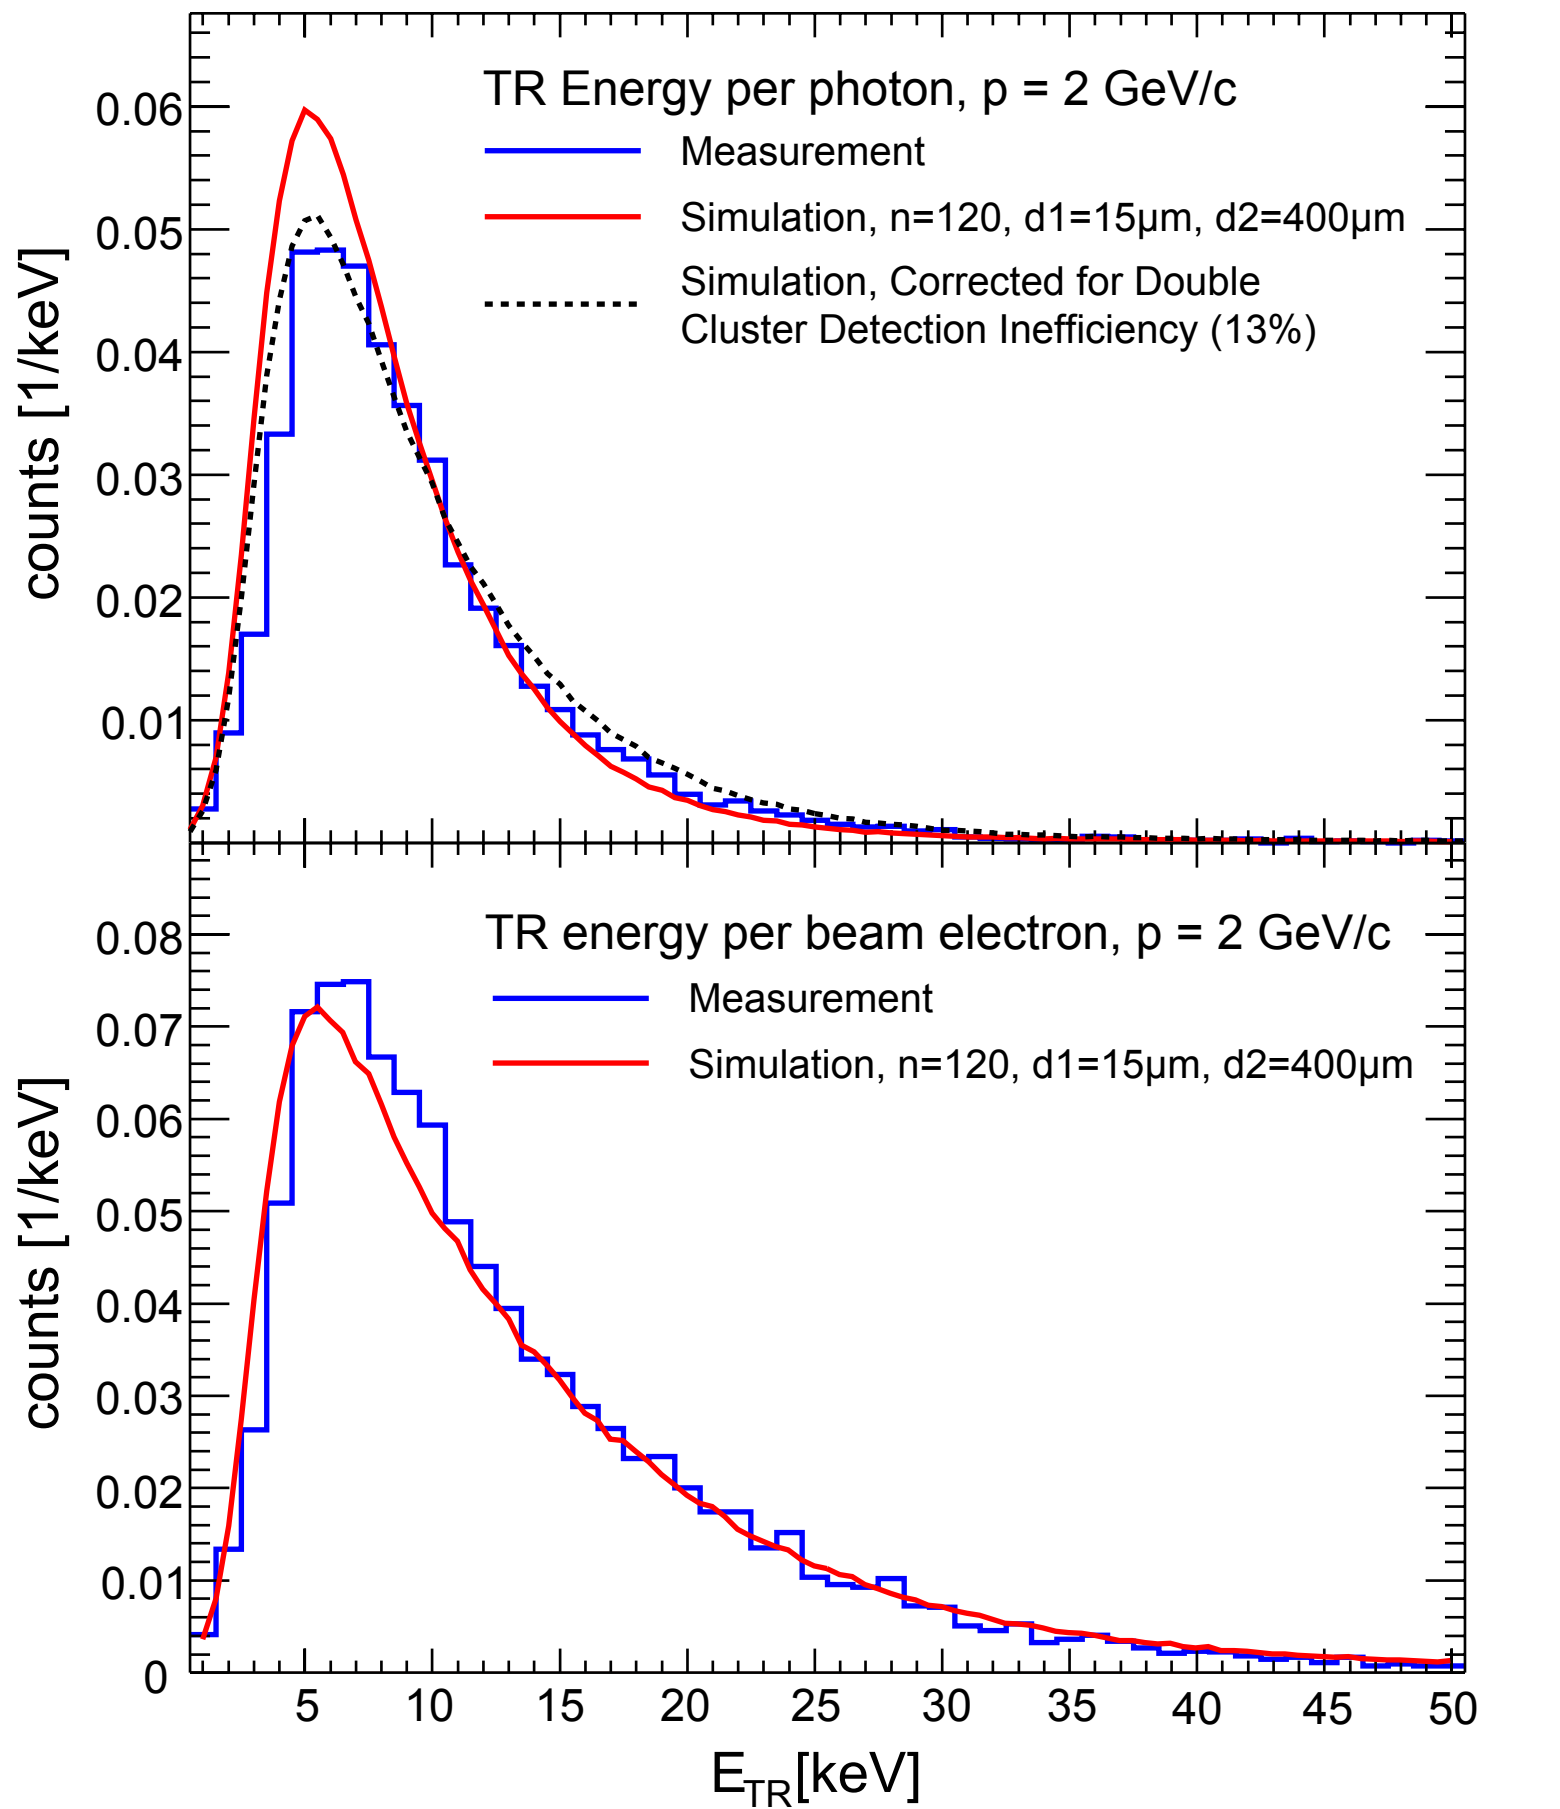 TR Energy per photon, p = 2 GeV/c
Measurement
Simulation, n=120, d1=15μm, d2=400μm
Simulation, Corrected for Double
Cluster Detection Inefficiency (13%)
counts [1/keV]
0.06
0.05
0.04
0.03
0.02
0.01
TR energy per beam electron, p = 2 GeV/c
Measurement
Simulation, n=120, d1=15μm, d2=400μm
counts [1/keV]
0.08
0.07
0.06
0.05
0.04
0.03
0.02
0.01
0
5 10 15 20 25 30 35 40 45 50
E_TR [keV]